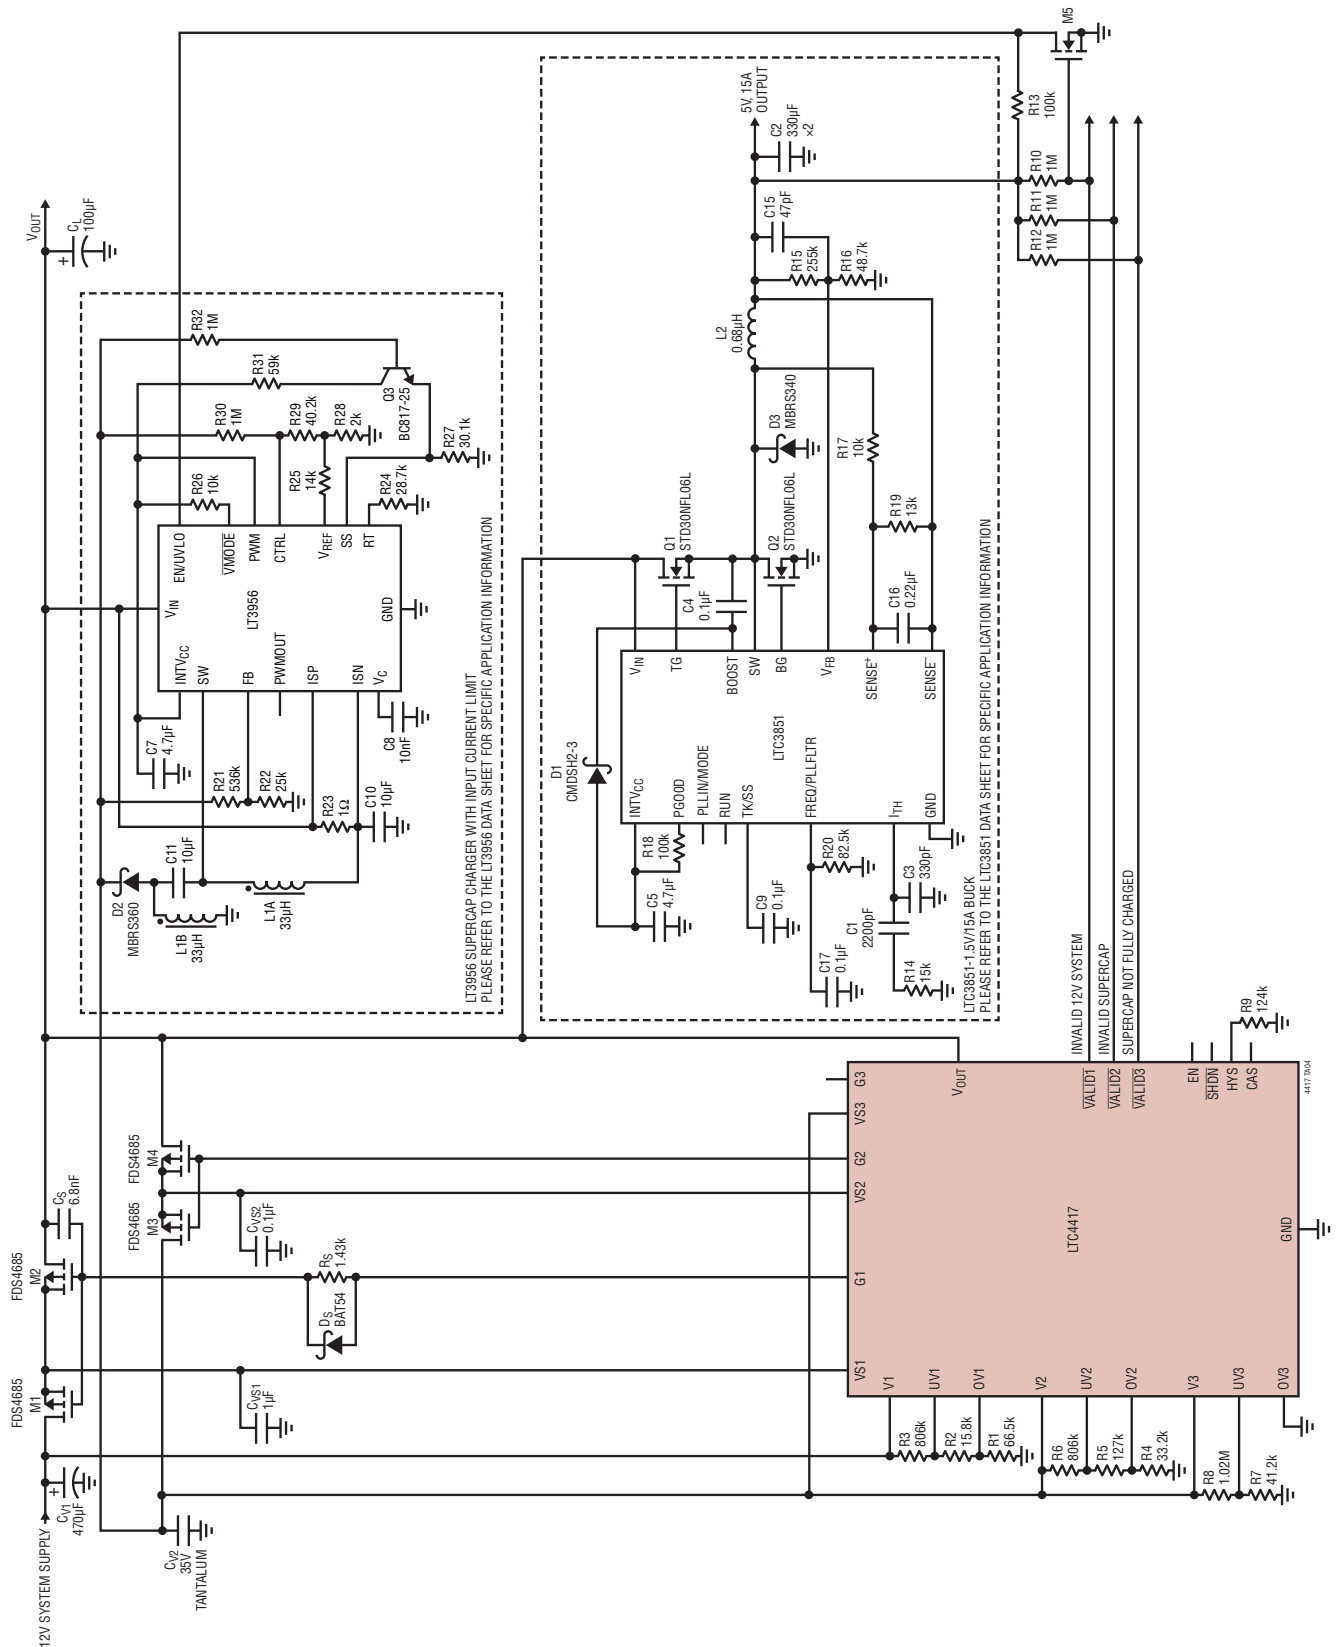 12V SYSTEM SUPPLY
CV1
470µF
+
CV2
35V
TANTALUM
FDS4685
M1
FDS4685
M2
CS
6.8nF
FDS4685
M3
FDS4685
M4
CVS1
1µF
CVS2
0.1µF
DS
BAT54
RS
1.43k
VOUT
+
CL
100µF
D2
MBRS360
L1B
33µH
C11
10µF
L1A
33µH
C7
4.7µF
R21
536k
R22
25k
R23
1Ω
C10
10µF
C8
10nF
INTVCC
SW
FB
PWMOUT
ISP
ISN
VC
VIN
LT3956
GND
EN/UVLO
VMODE
PWM
CTRL
VREF
SS
RT
R26
10k
R30
1M
R31
59k
R32
1M
R29
40.2k
R28
2k
R25
14k
R24
28.7k
Q3
BC817-25
R27
30.1k
LT3956 SUPERCAP CHARGER WITH INPUT CURRENT LIMIT
PLEASE REFER TO THE LT3956 DATA SHEET FOR SPECIFIC APPLICATION INFORMATION
D1
CMDSH2-3
INTVCC
PGOOD
PLLIN/MODE
RUN
TK/SS
FREQ/PLLFLTR
ITH
GND
LTC3851
VIN
TG
BOOST
SW
BG
VFB
SENSE+
SENSE–
R18
100k
C5
4.7µF
C9
0.1µF
R20
82.5k
C17
0.1µF
C3
330pF
C1
2200pF
R14
15k
C4
0.1µF
Q1
STD30NFL06L
Q2
STD30NFL06L
D3
MBRS340
L2
0.68µH
R17
10k
R19
13k
C16
0.22µF
R15
255k
R16
48.7k
C15
47pF
C2
330µF
×2
5V, 15A
OUTPUT
LTC3851-1.5V/15A BUCK
PLEASE REFER TO THE LTC3851 DATA SHEET FOR SPECIFIC APPLICATION INFORMATION
R13
100k
M5
R10
1M
R11
1M
R12
1M
INVALID 12V SYSTEM
INVALID SUPERCAP
SUPERCAP NOT FULLY CHARGED
VS1
G1
VS2
G2
VS3
G3
V1
UV1
OV1
V2
UV2
OV2
V3
UV3
OV3
LTC4417
GND
VOUT
VALID1
VALID2
VALID3
EN
SHDN
HYS
CAS
R3
806k
R2
15.8k
R1
66.5k
R6
806k
R5
127k
R4
33.2k
R8
1.02M
R7
41.2k
R9
124k
4417 TA04